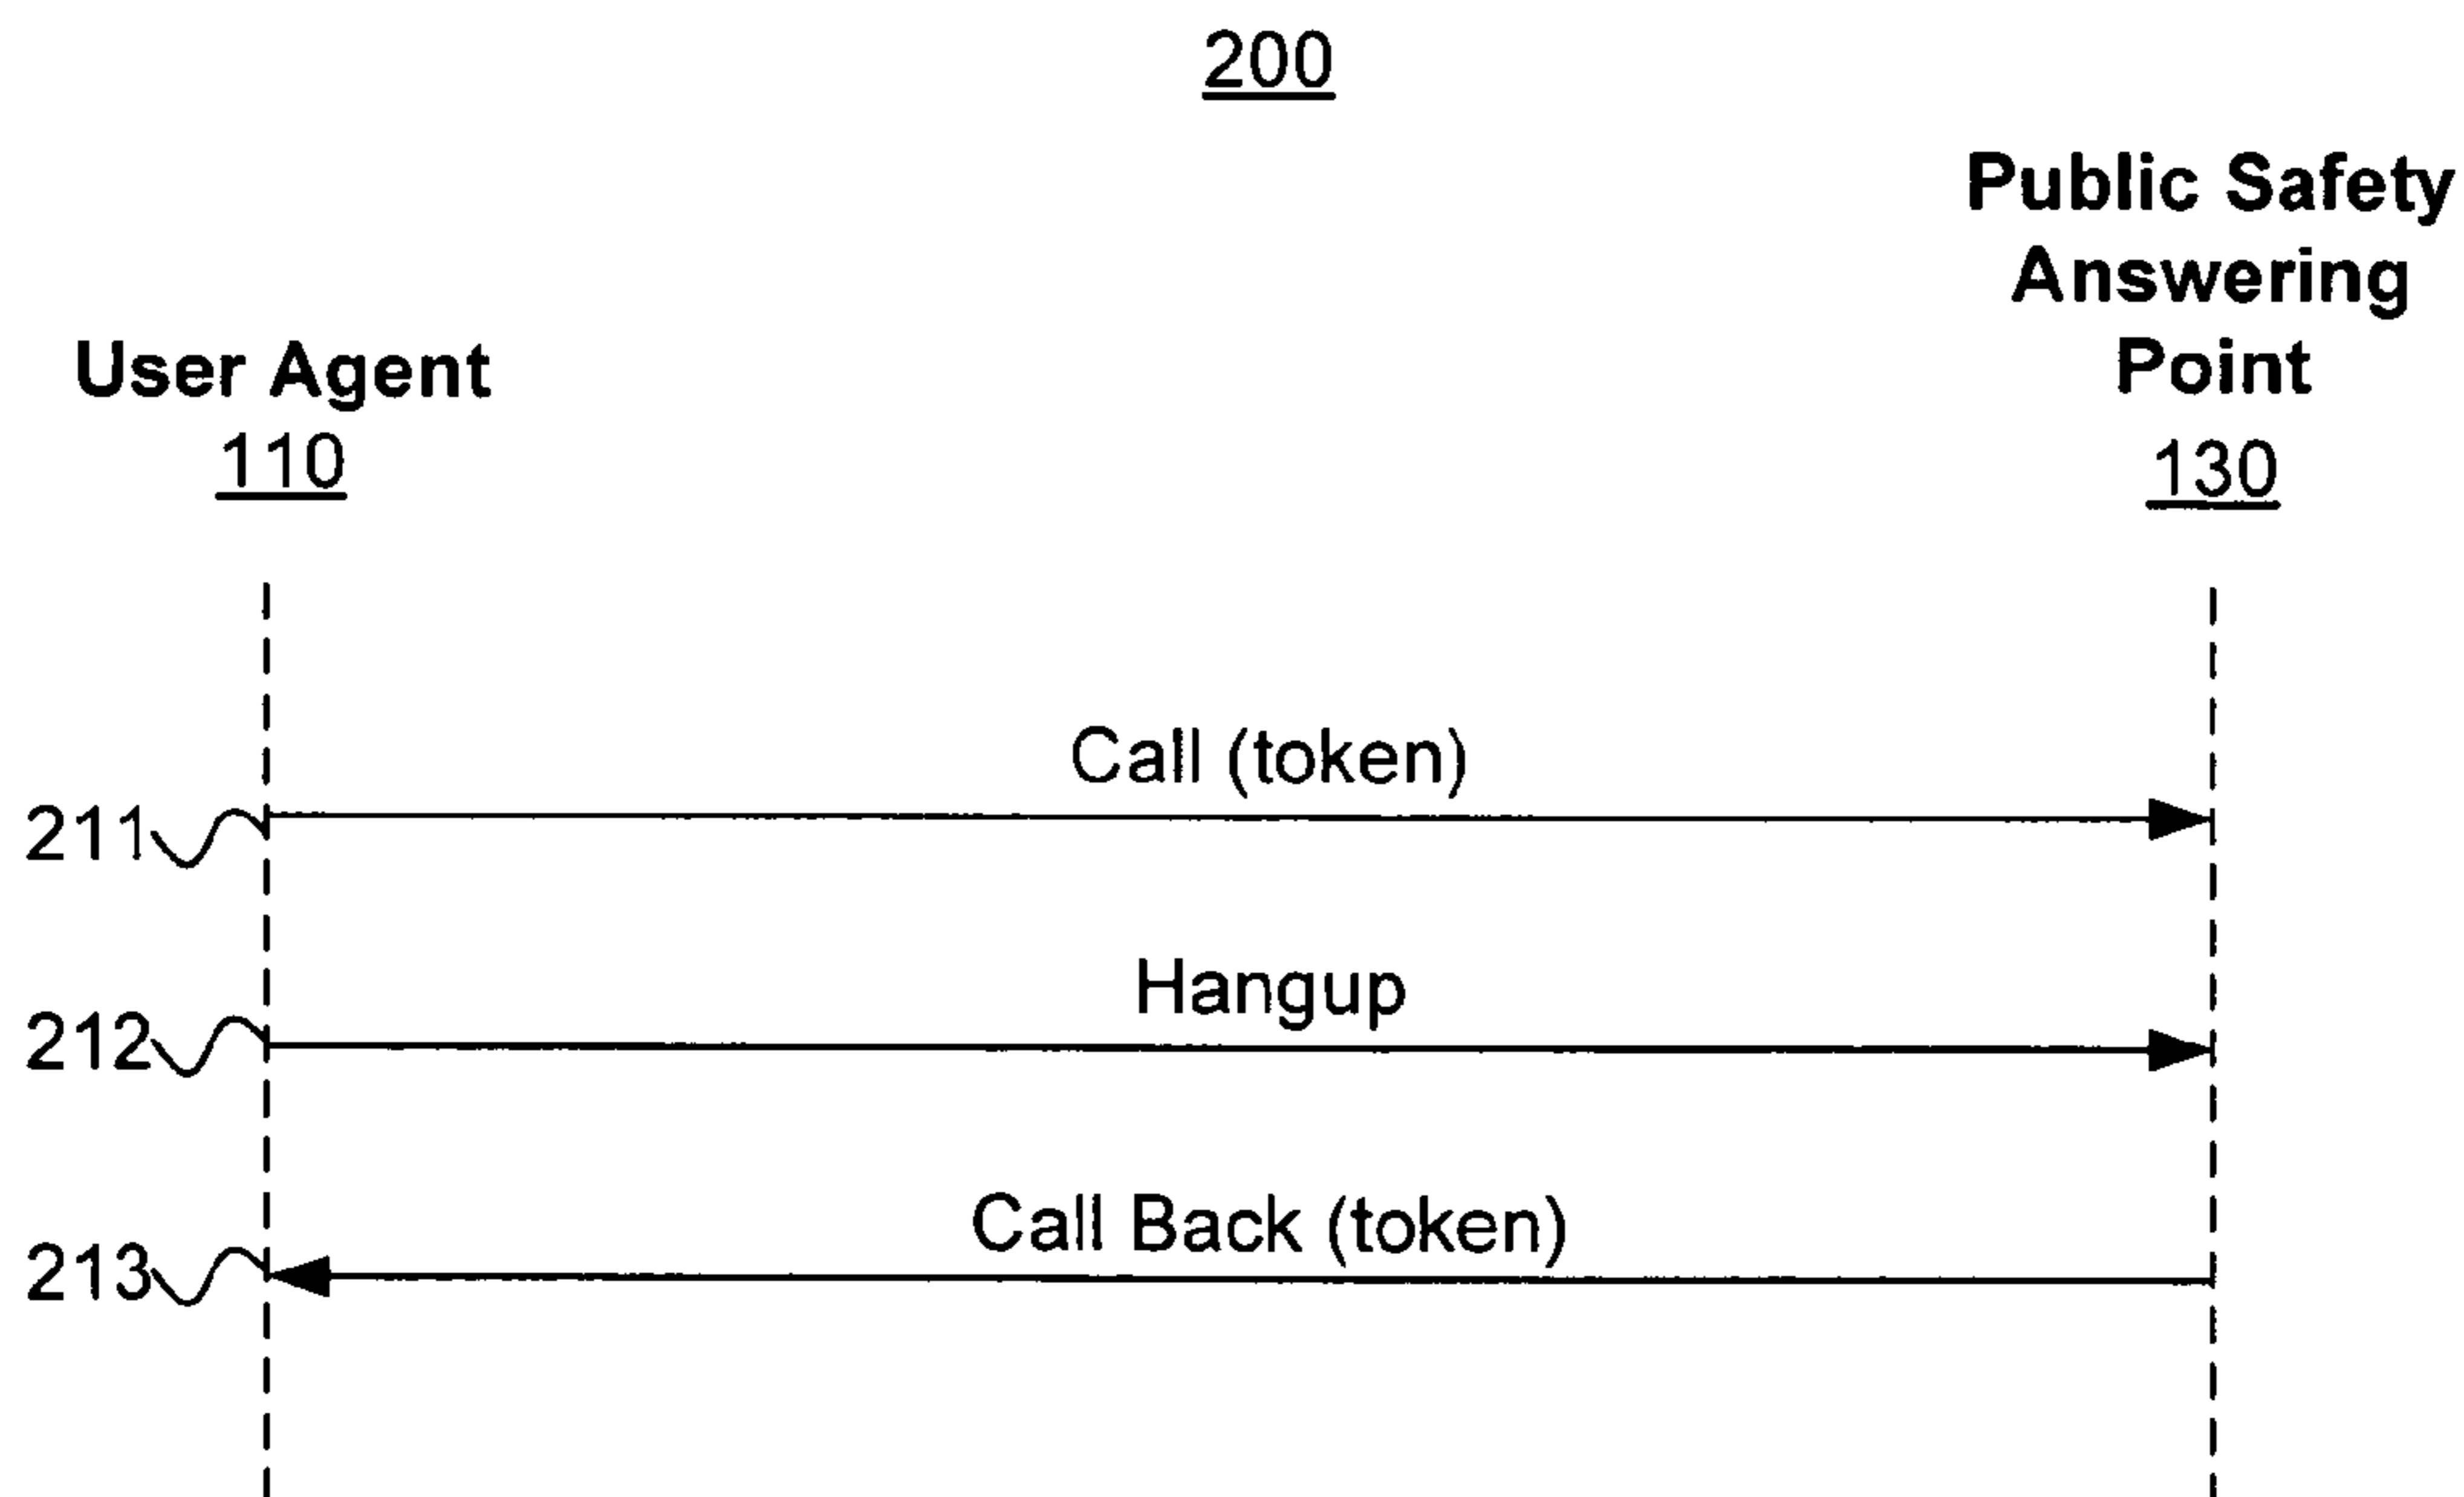 200
Public Safety
Answering
Point
130
User Agent
110
Call (token)
211
Hangup
212
Call Back (token)
213